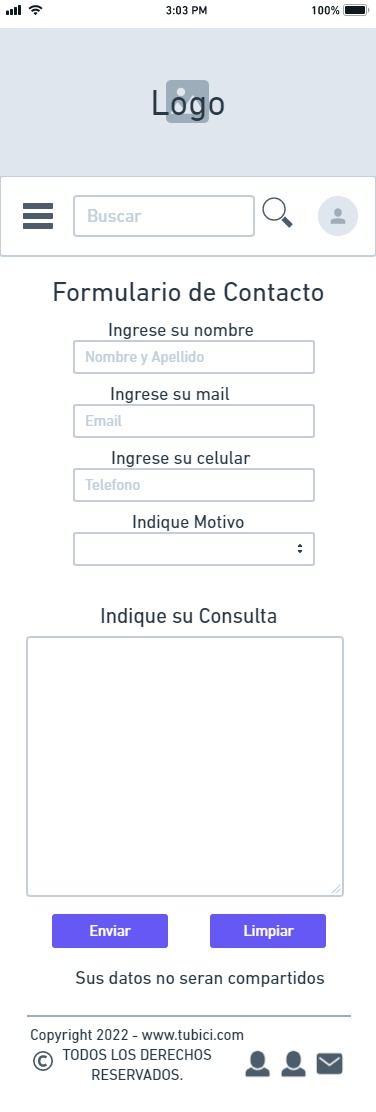 3:03 PM
100%
Logo
Buscar
Formulario de Contacto
Ingrese su nombre
Nombre y Apellido
Ingrese su mail
Email
Ingrese su celular
Telefono
Indique Motivo
Indique su Consulta
Enviar
Limpiar
Sus datos no seran compartidos
Copyright 2022 - www.tubici.com
© TODOS LOS DERECHOS
RESERVADOS.